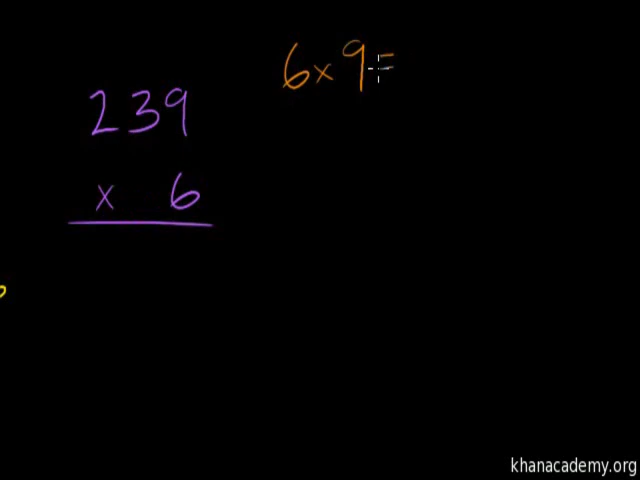 6 x 9 =
239
x 6
khanacademy.org